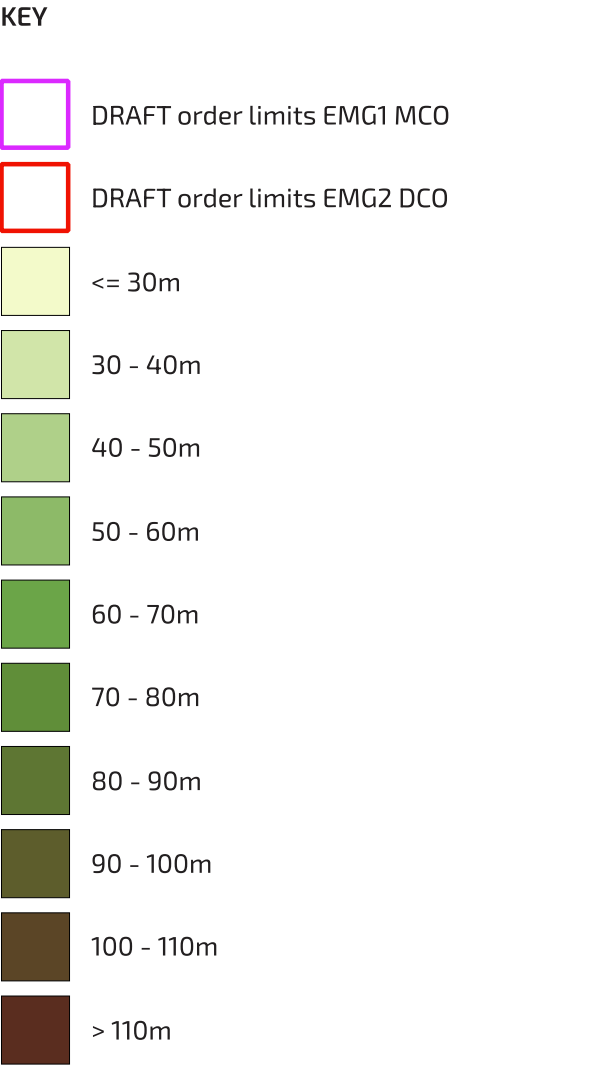 KEY
DRAFT order limits EMG1 MCO
DRAFT order limits EMG2 DCO
<= 30m
30 - 40m
40 - 50m
50 - 60m
60 - 70m
70 - 80m
80 - 90m
90 - 100m
100 - 110m
> 110m